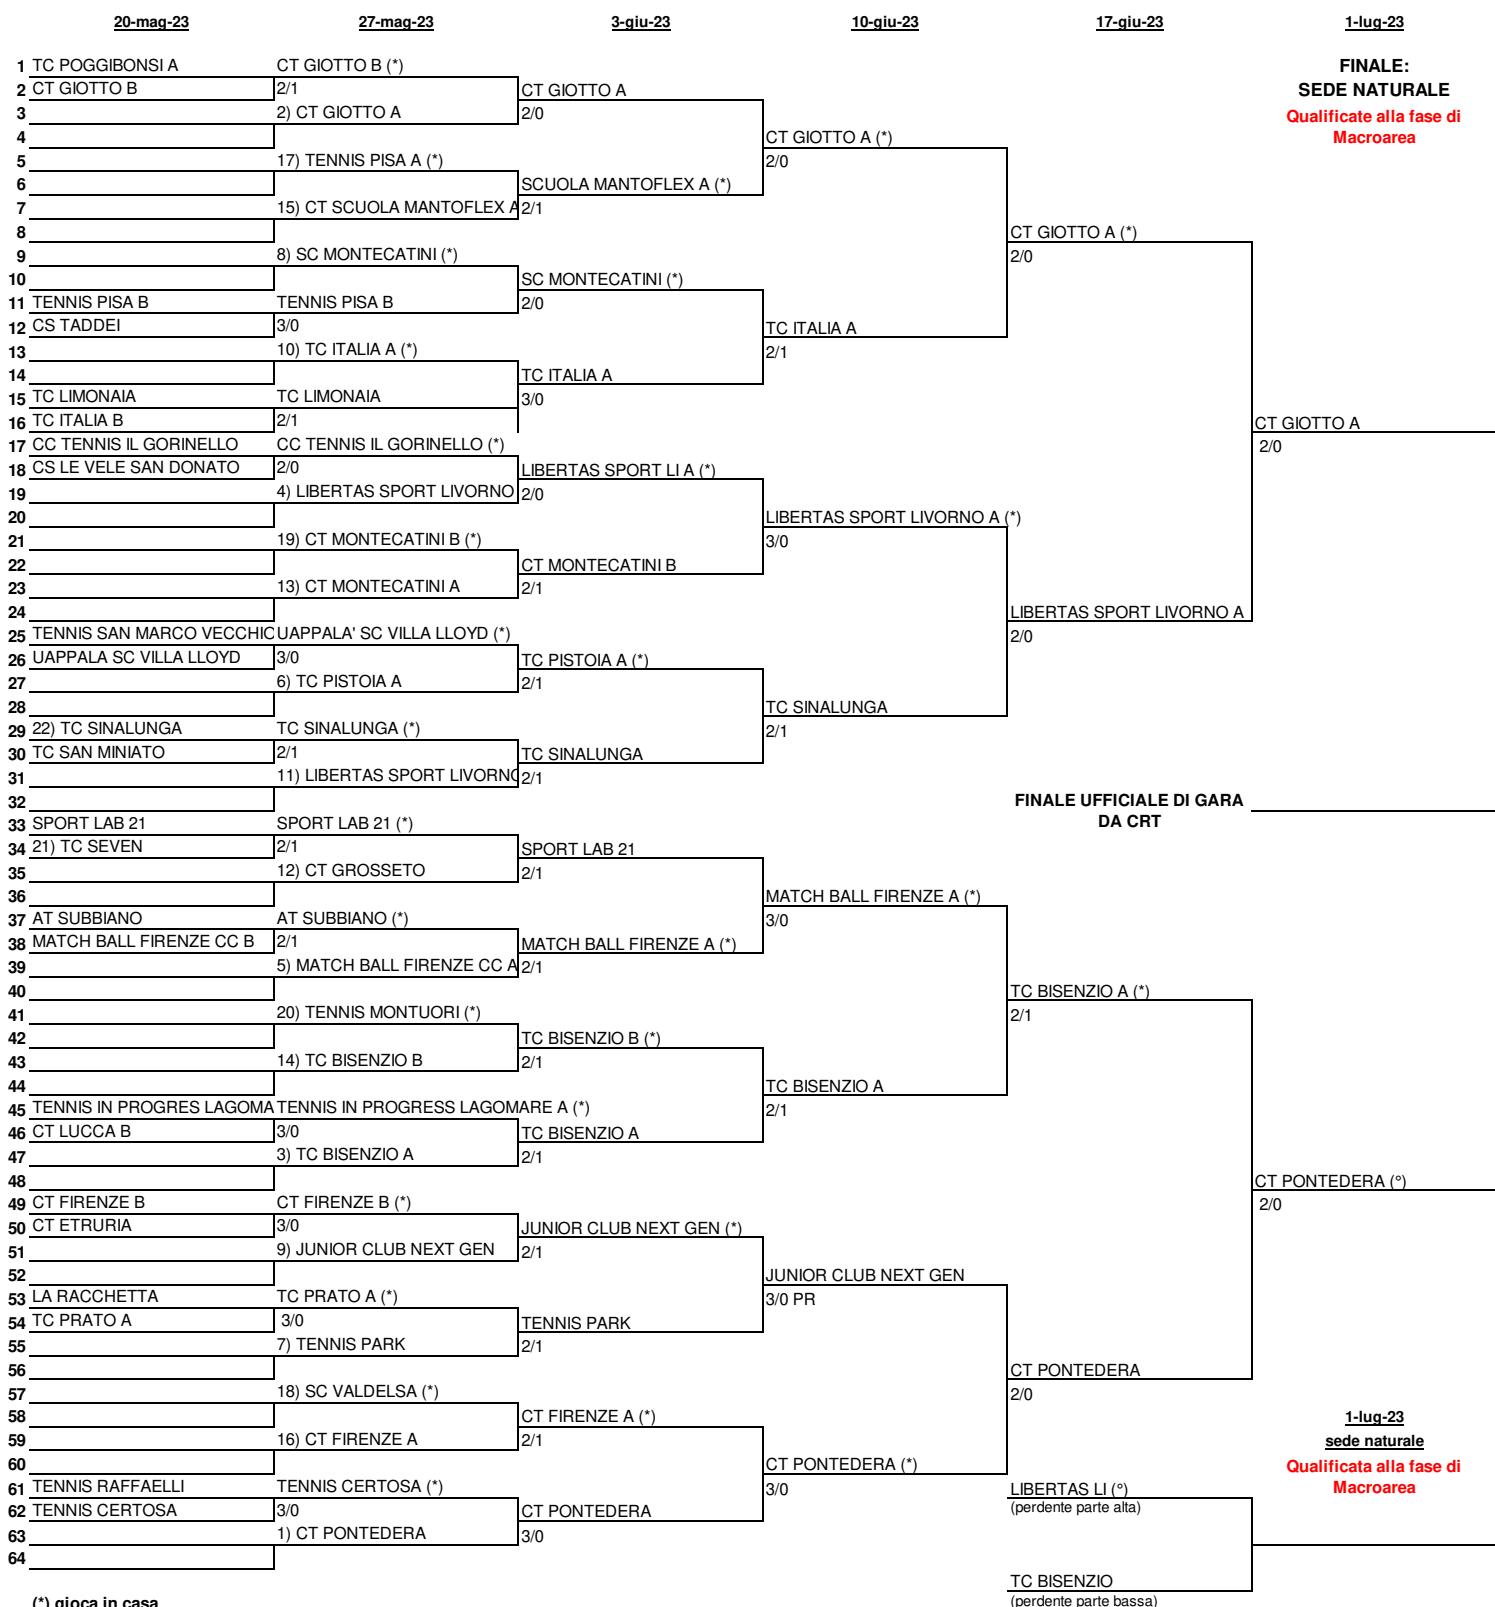 20-mag-23 27-mag-23 3-giu-23 10-giu-23 17-giu-23 1-lug-23
1 TC POGGIBONSI A CT GIOTTO B (*) FINALE:
2 CT GIOTTO B 2/1 CT GIOTTO A SEDE NATURALE
3 2) CT GIOTTO A 2/0 Qualificate alla fase di
4 CT GIOTTO A (*) Macroarea
5 17) TENNIS PISA A (*) 2/0
6 SCUOLA MANTOFLEX A (*)
7 15) CT SCUOLA MANTOFLEX A 2/1
8 CT GIOTTO A (*)
9 8) SC MONTECATINI (*) 2/0
10 SC MONTECATINI (*)
11 TENNIS PISA B TENNIS PISA B 2/0
12 CS TADDEI 3/0 TC ITALIA A
13 10) TC ITALIA A (*) 2/1
14 TC ITALIA A
15 TC LIMONAIA TC LIMONAIA 3/0
16 TC ITALIA B 2/1 CT GIOTTO A
17 CC TENNIS IL GORINELLO CC TENNIS IL GORINELLO (*) 2/0
18 CS LE VELE SAN DONATO 2/0 LIBERTAS SPORT LI A (*)
19 4) LIBERTAS SPORT LIVORNO 2/0
20 LIBERTAS SPORT LIVORNO A (*)
21 19) CT MONTECATINI B (*) 3/0
22 CT MONTECATINI B
23 13) CT MONTECATINI A 2/1
24 LIBERTAS SPORT LIVORNO A
25 TENNIS SAN MARCO VECCHIO UAPPALA' SC VILLA LLOYD (*) 2/0
26 UAPPALA SC VILLA LLOYD 3/0 TC PISTOIA A (*)
27 6) TC PISTOIA A 2/1
28 TC SINALUNGA
29 22) TC SINALUNGA TC SINALUNGA (*) 2/1
30 TC SAN MINIATO 2/1 TC SINALUNGA
31 11) LIBERTAS SPORT LIVORNO 2/1
32 FINALE UFFICIALE DI GARA
33 SPORT LAB 21 SPORT LAB 21 (*) DA CRT
34 21) TC SEVEN 2/1 SPORT LAB 21
35 12) CT GROSSETO 2/1
36 MATCH BALL FIRENZE A (*)
37 AT SUBBIANO AT SUBBIANO (*) 3/0
38 MATCH BALL FIRENZE CC B 2/1 MATCH BALL FIRENZE A (*)
39 5) MATCH BALL FIRENZE CC A 2/1
40 TC BISENZIO A (*)
41 20) TENNIS MONTUORI (*) 2/1
42 TC BISENZIO B (*)
43 14) TC BISENZIO B 2/1
44 TC BISENZIO A
45 TENNIS IN PROGRES LAGOMA TENNIS IN PROGRESS LAGOMARE A (*) 2/1
46 CT LUCCA B 3/0 TC BISENZIO A
47 3) TC BISENZIO A 2/1
48 CT PONTEDERA (°)
49 CT FIRENZE B CT FIRENZE B (*) 2/0
50 CT ETRURIA 3/0 JUNIOR CLUB NEXT GEN (*)
51 9) JUNIOR CLUB NEXT GEN 2/1
52 JUNIOR CLUB NEXT GEN
53 LA RACCHETTA TC PRATO A (*) 3/0 PR
54 TC PRATO A 3/0 TENNIS PARK
55 7) TENNIS PARK 2/1
56 CT PONTEDERA
57 18) SC VALDELSA (*) 2/0
58 CT FIRENZE A (*) 1-lug-23
59 16) CT FIRENZE A 2/1 sede naturale
60 CT PONTEDERA (*) Qualificata alla fase di
61 TENNIS RAFFAELLI TENNIS CERTOSA (*) 3/0 LIBERTAS LI (°) Macroarea
62 TENNIS CERTOSA 3/0 CT PONTEDERA (perdente parte alta)
63 1) CT PONTEDERA 3/0
64
TC BISENZIO
(*) gioca in casa (perdente parte bassa)